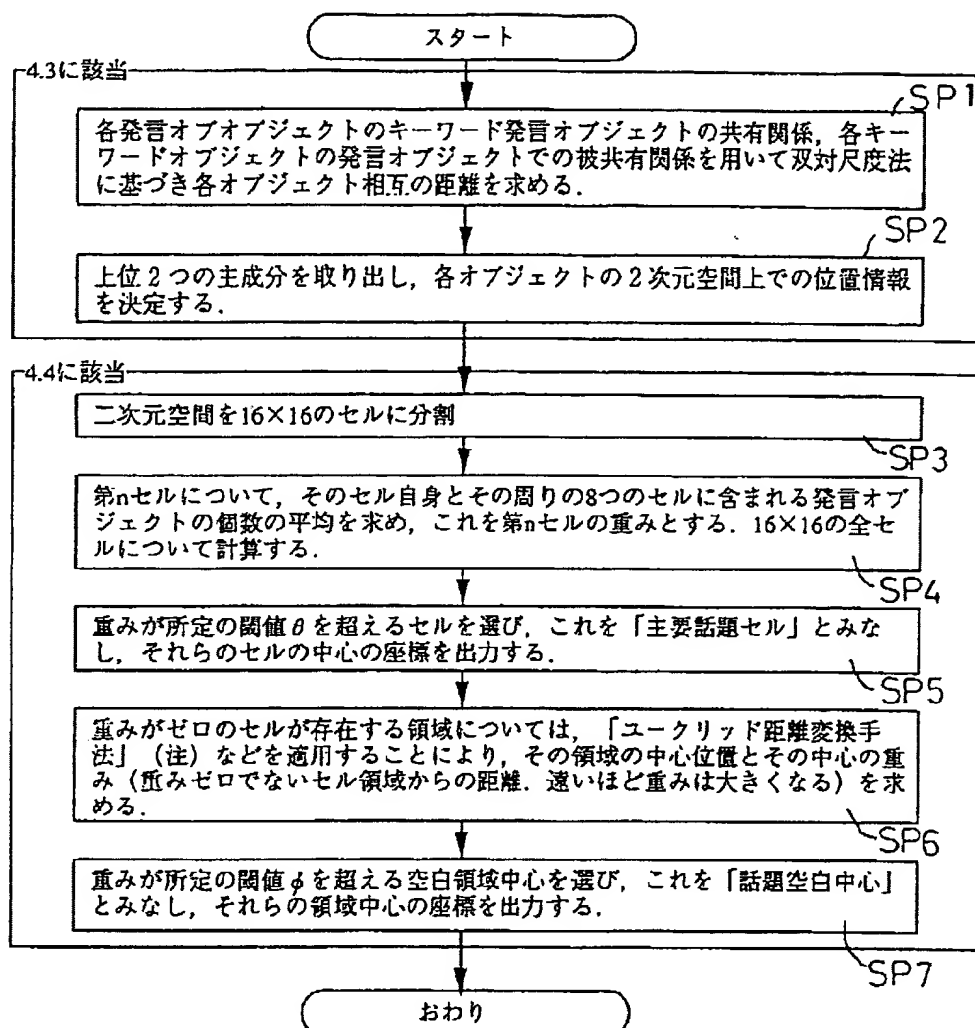 スタート
4.3に該当
SP1
各発言オブオブジェクトのキーワード発言オブジェクトの共有関係，各キー
ワードオブジェクトの発言オブジェクトでの被共有関係を用いて双対尺度法
に基づき各オブジェクト相互の距離を求める．
SP2
上位２つの主成分を取り出し，各オブジェクトの２次元空間上での位置情報
を決定する．
4.4に該当
二次元空間を16×16のセルに分割
SP3
第nセルについて，そのセル自身とその周りの8つのセルに含まれる発言オブ
ジェクトの個数の平均を求め，これを第nセルの重みとする．16×16の全セ
ルについて計算する．
SP4
重みが所定の閾値θを超えるセルを選び，これを「主要話題セル」とみな
し，それらのセルの中心の座標を出力する．
SP5
重みがゼロのセルが存在する領域については，「ユークリッド距離変換手
法」（注）などを適用することにより，その領域の中心位置とその中心の重
み（重みゼロでないセル領域からの距離．遠いほど重みは大きくなる）を求
める．
SP6
重みが所定の閾値φを超える空白領域中心を選び，これを「話題空白中心」
とみなし，それらの領域中心の座標を出力する．
SP7
おわり